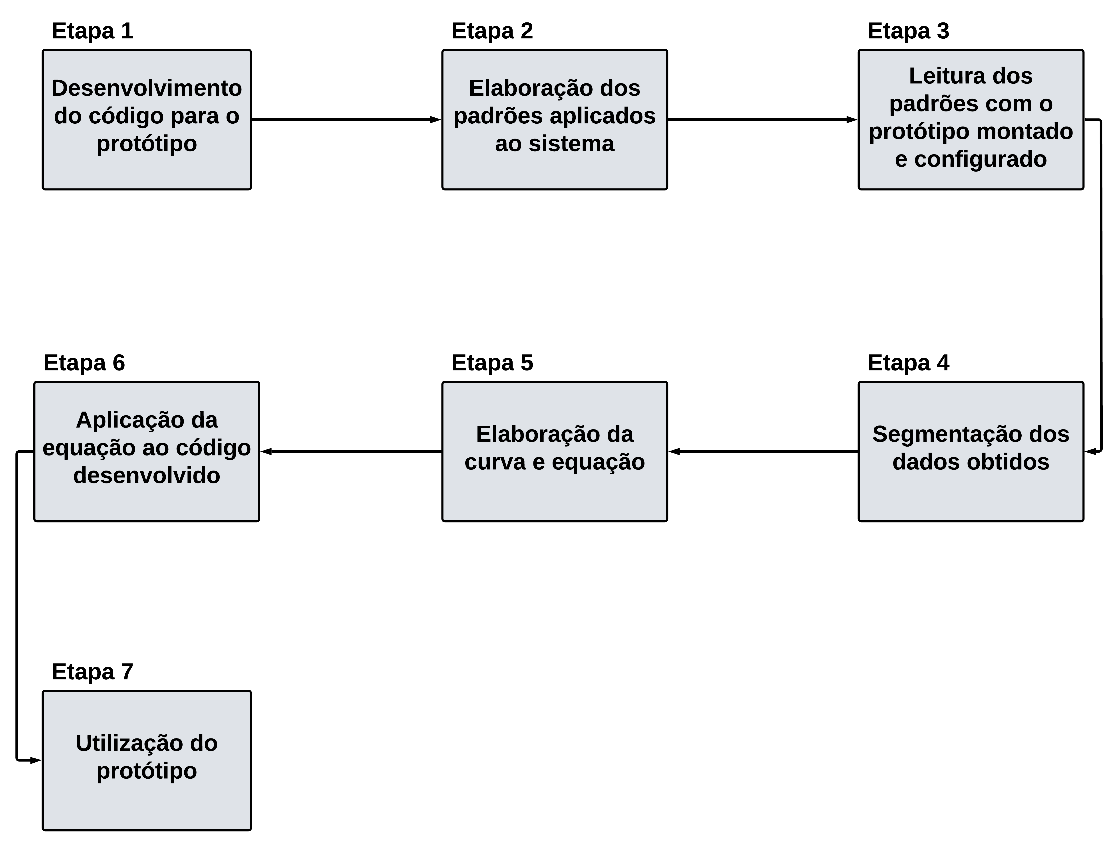 Etapa 1
Desenvolvimento
do código para o
protótipo
Etapa 2
Elaboração dos
padrões aplicados
ao sistema
Etapa 3
Leitura dos
padrões com o
protótipo montado
e configurado
Etapa 4
Segmentação dos
dados obtidos
Etapa 5
Elaboração da
curva e equação
Etapa 6
Aplicação da
equação ao código
desenvolvido
Etapa 7
Utilização do
protótipo